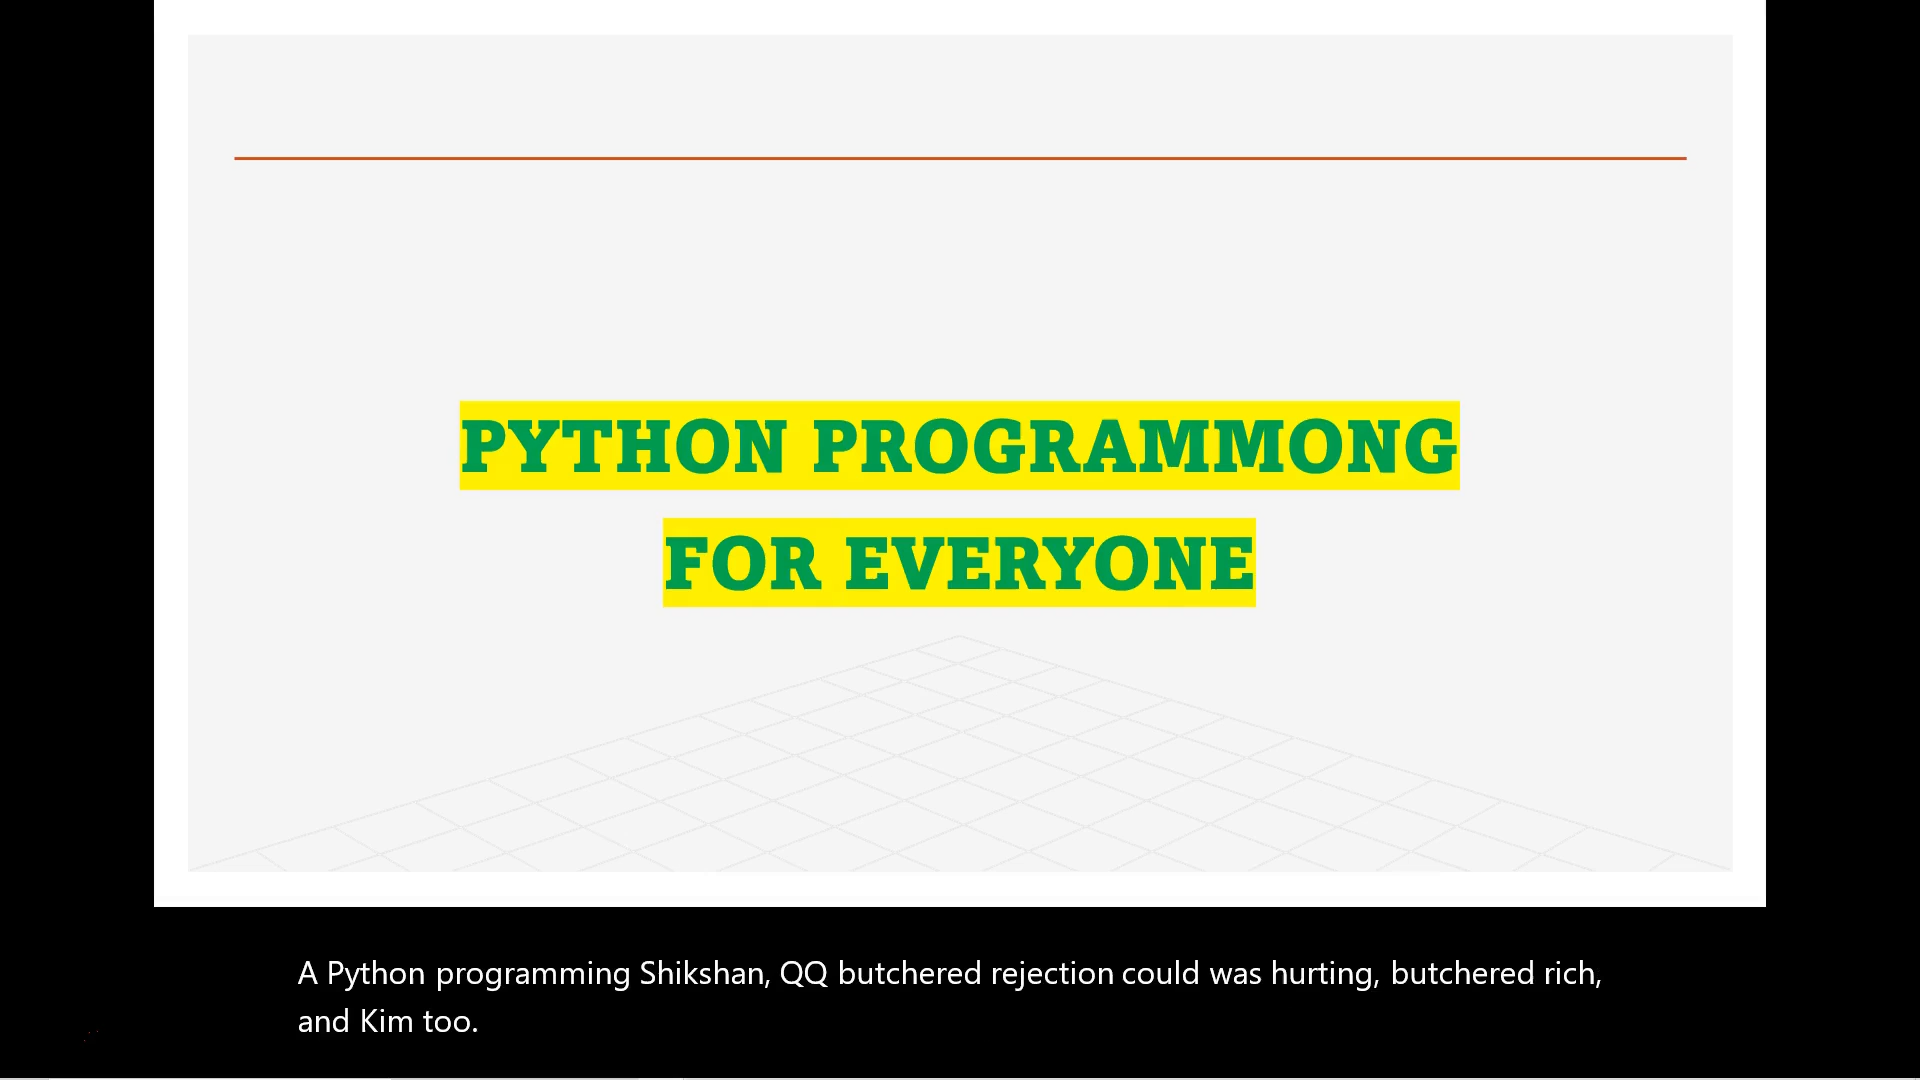 PYTHON PROGRAMMONG
FOR EVERYONE
A Python programming Shikshan, QQ butchered rejection could was hurting, butchered rich,
and Kim too.